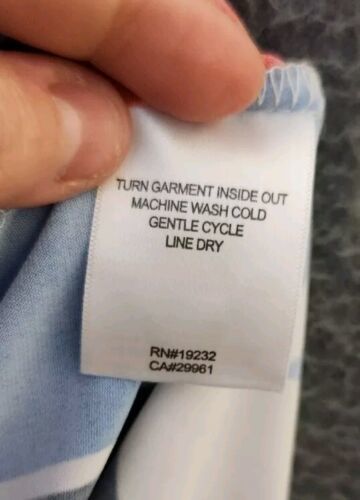 TURN GARMENT INSIDE OUT
MACHINE WASH COLD
GENTLE CYCLE
LINE DRY
RN#19232
CA#29961